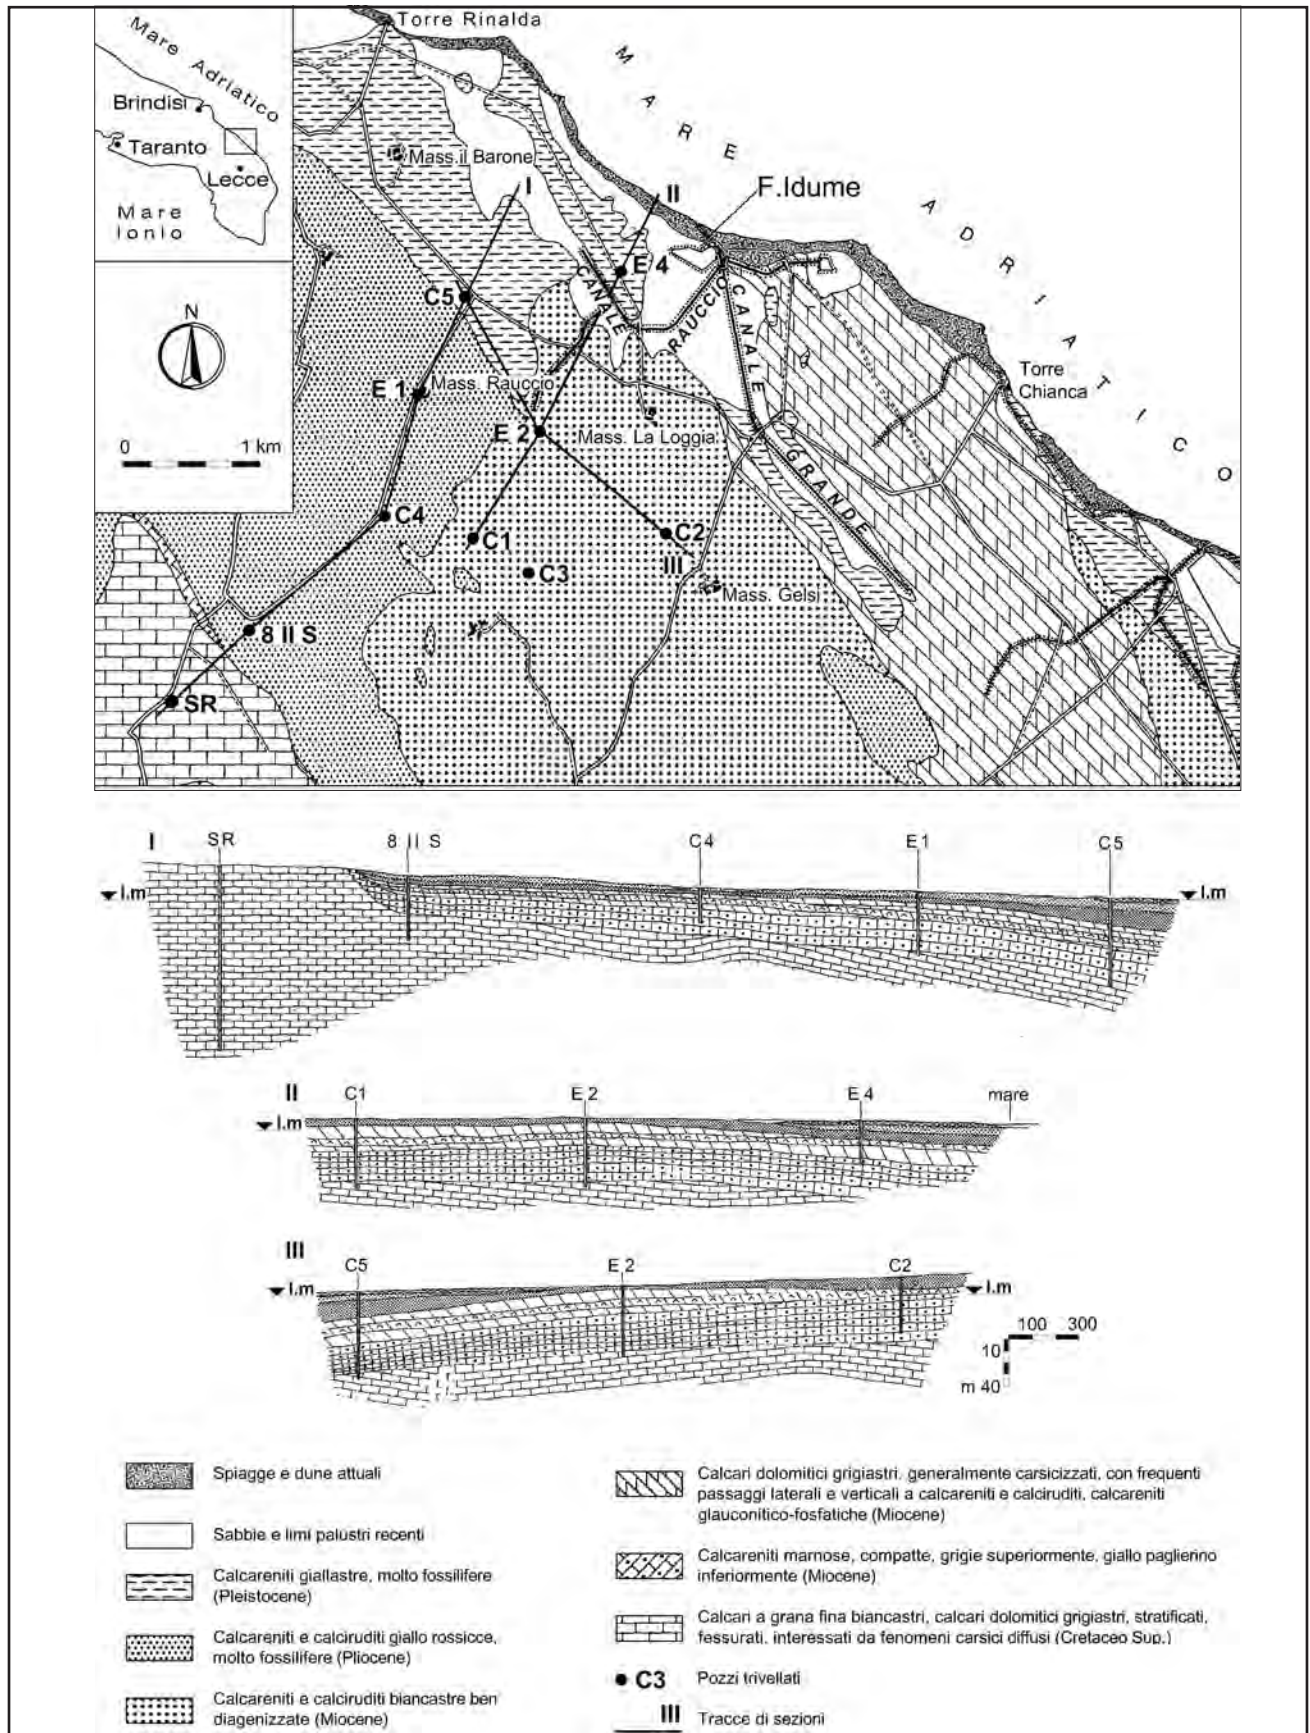 Mare Adriatico
Brindisi
Taranto
Lecce
Mare
Ionio
N
0 1 km
Torre Rinalda
MARE ADRIATICO
Mass.il Barone
I
II
F.Idume
E 4
CANALE
RAUCCIO
CANALE
GRANDE
C5
Mass. Rauccio
E 1
E 2
Mass. La Loggia
Torre
Chianca
C4
C1
C2
III
C3
Mass. Gelsi
8 II S
SR
I SR 8 II S C4 E1 C5
l.m l.m
II C1 E2 E4 mare
l.m
III
C5 E2 C2
l.m l.m
100 300
10
m 40
Spiagge e dune attuali
Sabbie e limi palustri recenti
Calcareniti giallastre, molto fossilifere
(Pleistocene)
Calcareniti e calciruditi giallo rossicce,
molto fossilifere (Pliocene)
Calcareniti e calciruditi biancastre ben
diagenizzate (Miocene)
Calcari dolomitici grigiastri, generalmente carsicizzati, con frequenti
passaggi laterali e verticali a calcareniti e calciruditi, calcareniti
glauconitico-fosfatiche (Miocene)
Calcareniti marnose, compatte, grigie superiormente, giallo paglierino
inferiormente (Miocene)
Calcari a grana fina biancastri, calcari dolomitici grigiastri, stratificati,
fessurati, interessati da fenomeni carsici diffusi (Cretaceo Sup.)
C3 Pozzi trivellati
III Tracce di sezioni